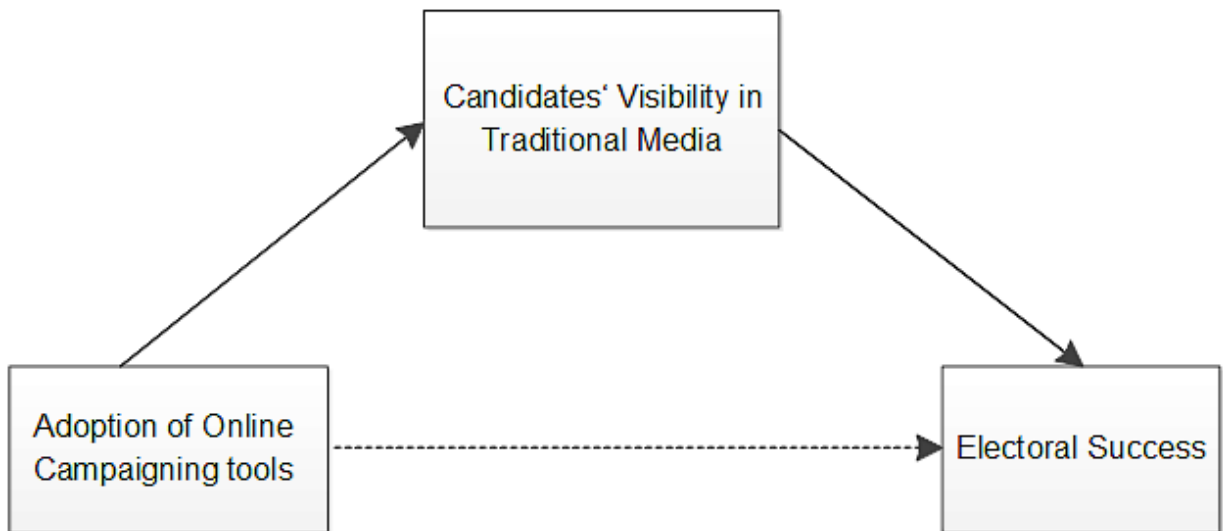 Candidates‘ Visibility in
Traditional Media
Adoption of Online
Campaigning tools
Electoral Success